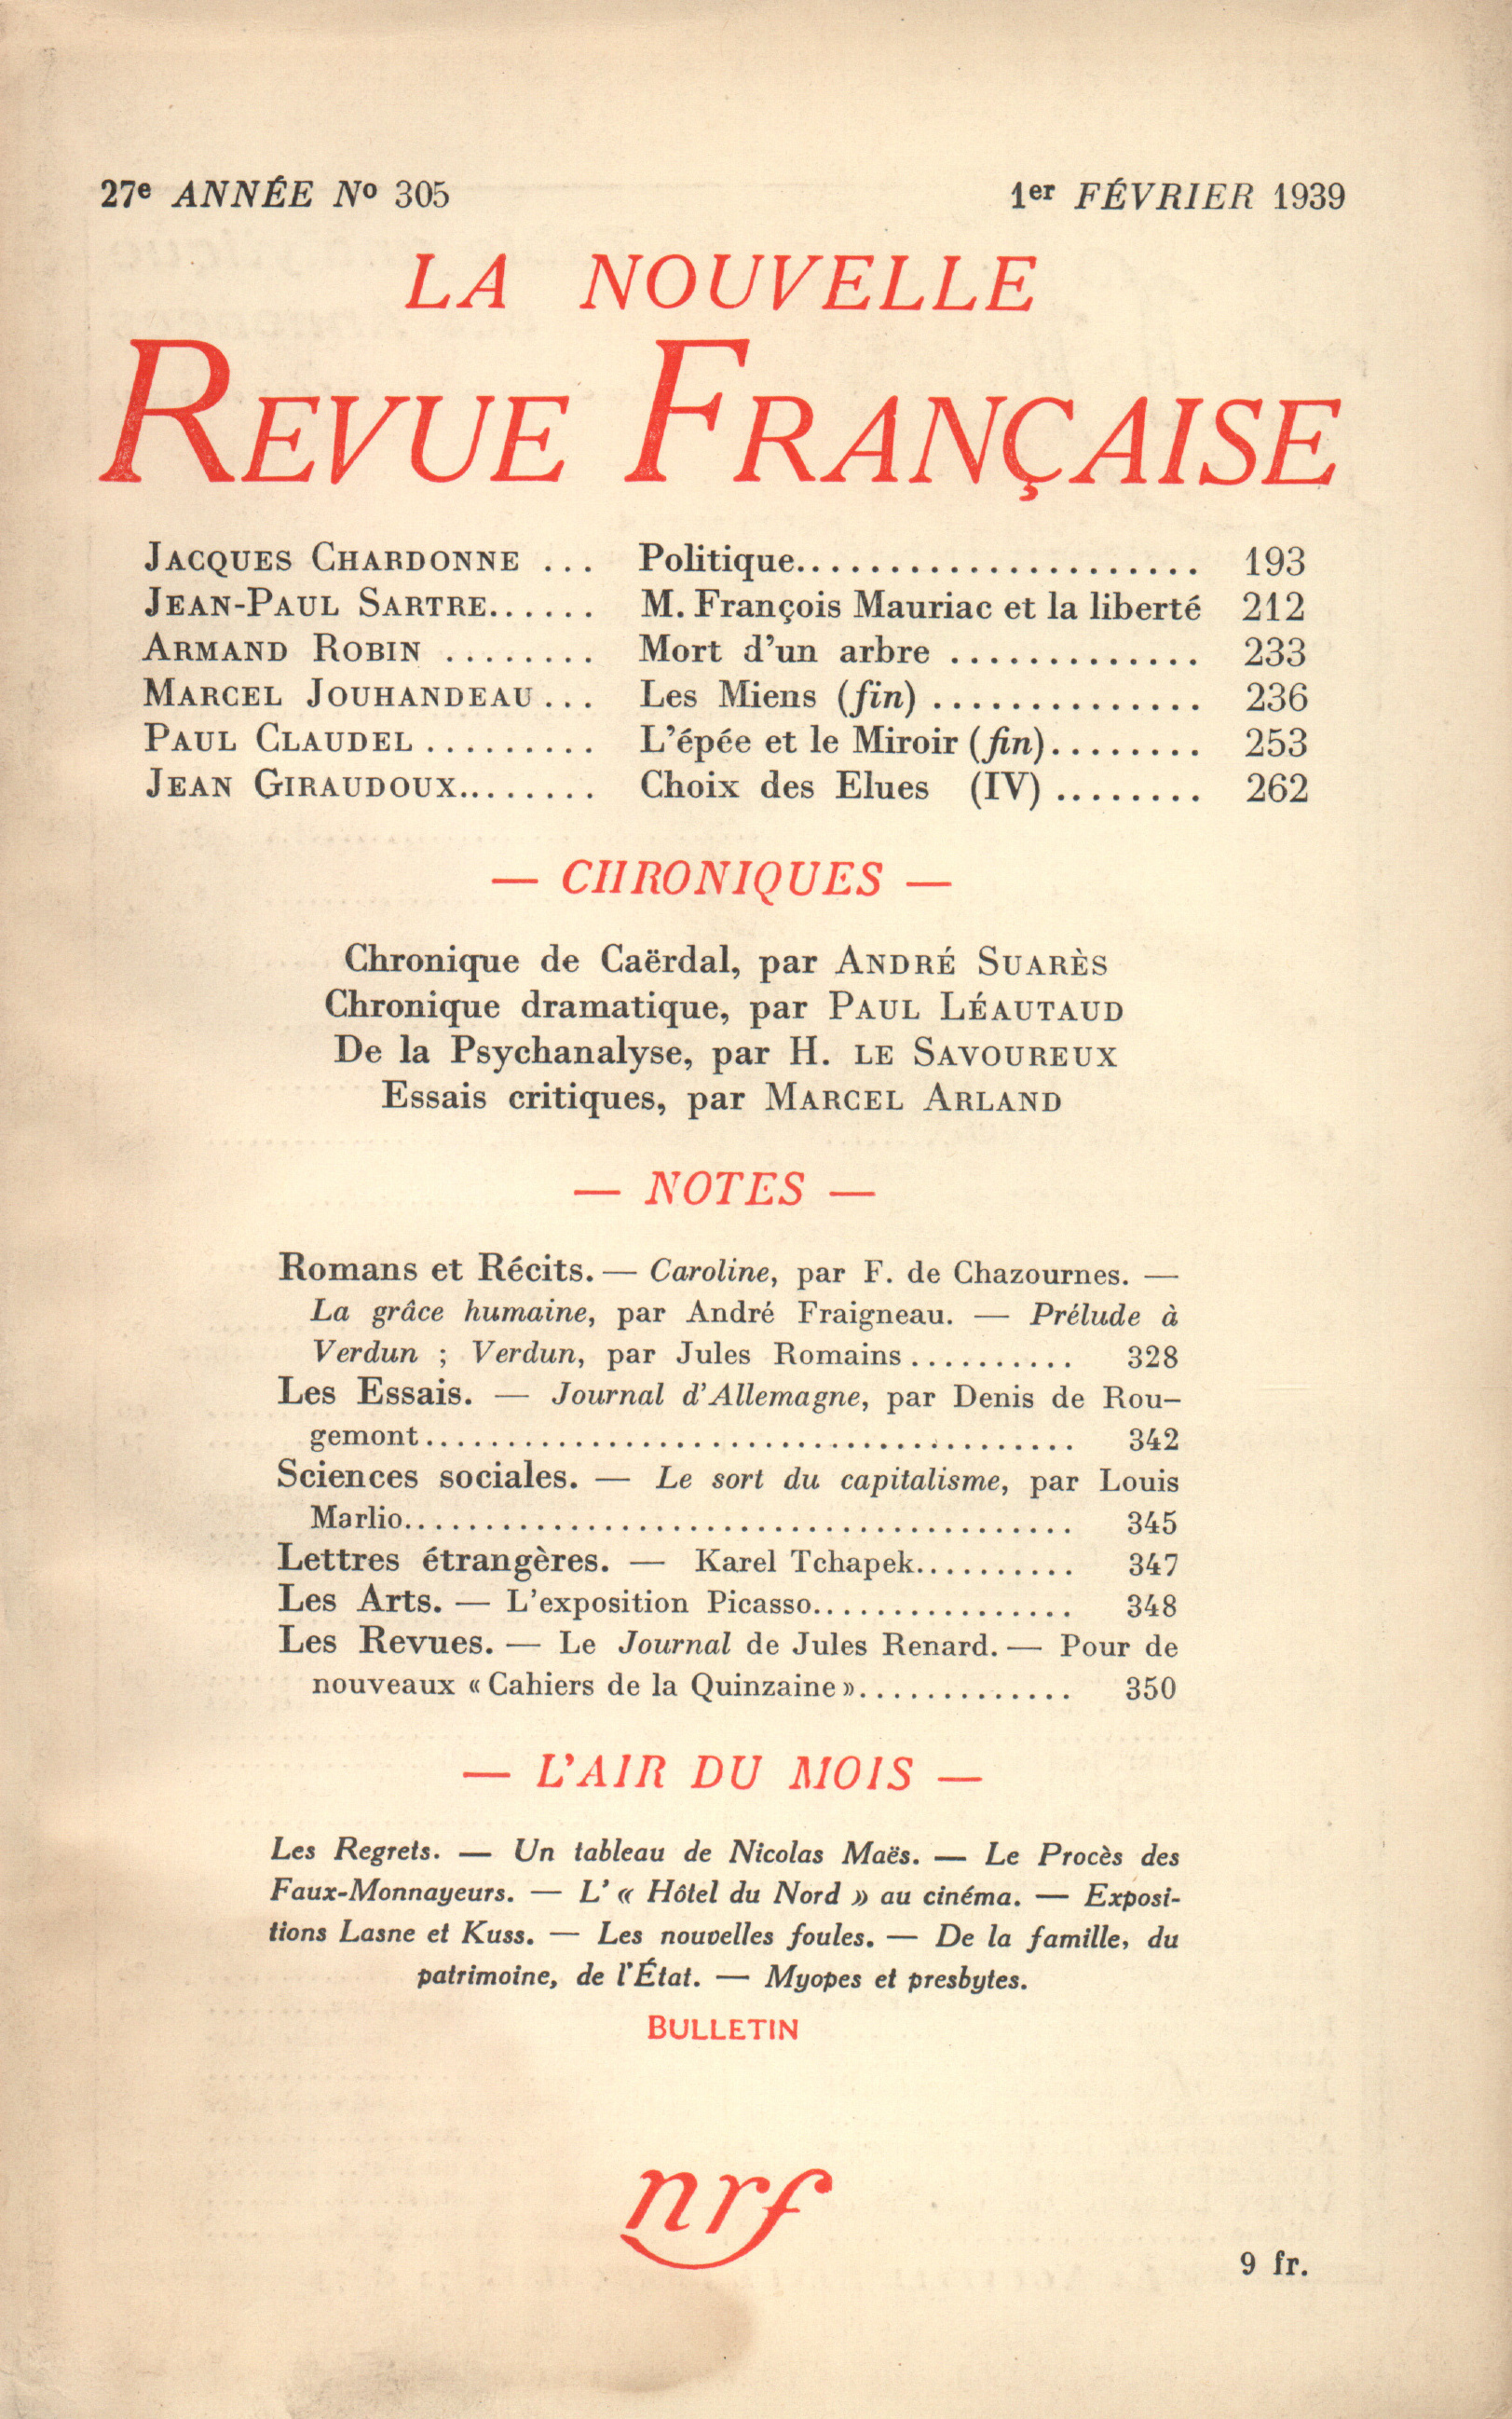 27e ANNÉE No 305 1er FÉVRIER 1939
LA NOUVELLE
REVUE FRANÇAISE
JACQUES CHARDONNE ... Politique...................... 193
JEAN-PAUL SARTRE...... M. François Mauriac et la liberté 212
ARMAND ROBIN ........ Mort d'un arbre ............. 233
MARCEL JOUHANDEAU ... Les Miens (fin) .............. 236
PAUL CLAUDEL ......... L'épée et le Miroir (fin)........ 253
JEAN GIRAUDOUX........ Choix des Elues (IV) ........ 262
— CHRONIQUES —
Chronique de Caërdal, par ANDRÉ SUARÈS
Chronique dramatique, par PAUL LÉAUTAUD
De la Psychanalyse, par H. LE SAVOUREUX
Essais critiques, par MARCEL ARLAND
— NOTES —
Romans et Récits. — Caroline, par F. de Chazournes. —
La grâce humaine, par André Fraigneau. — Prélude à
Verdun ; Verdun, par Jules Romains .......... 328
Les Essais. — Journal d'Allemagne, par Denis de Rou-
gemont....................................... 342
Sciences sociales. — Le sort du capitalisme, par Louis
Marlio........................................ 345
Lettres étrangères. — Karel Tchapek.......... 347
Les Arts. — L'exposition Picasso................ 348
Les Revues. — Le Journal de Jules Renard. — Pour de
nouveaux « Cahiers de la Quinzaine »............. 350
— L'AIR DU MOIS —
Les Regrets. — Un tableau de Nicolas Maës. — Le Procès des
Faux-Monnayeurs. — L' « Hôtel du Nord » au cinéma. — Exposi-
tions Lasne et Kuss. — Les nouvelles foules. — De la famille, du
patrimoine, de l'État. — Myopes et presbytes.
BULLETIN
nrf
9 fr.